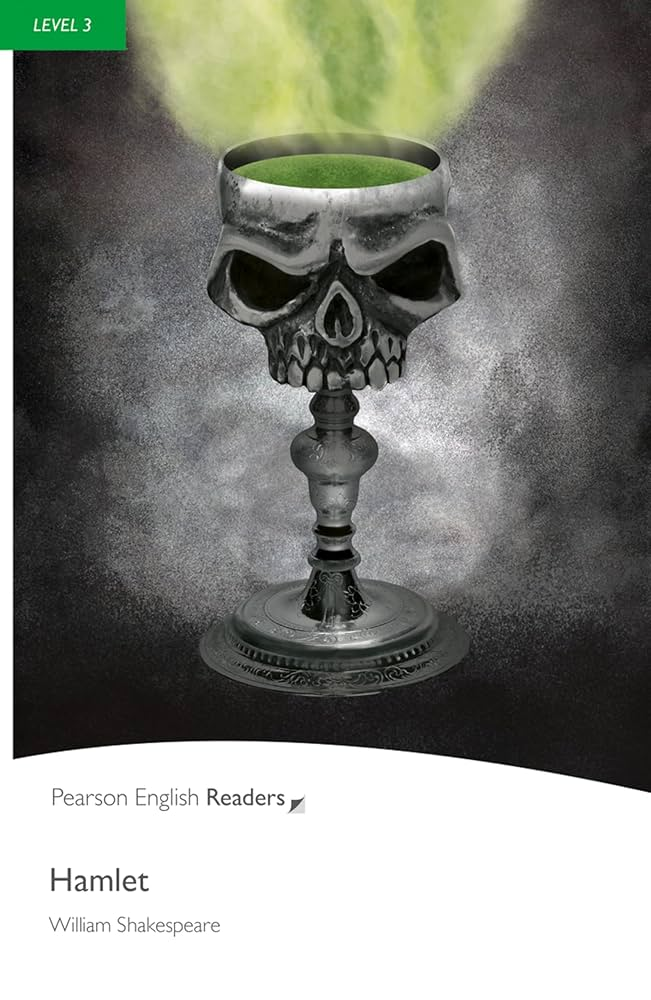 LEVEL 3
Pearson English Readers
Hamlet
William Shakespeare